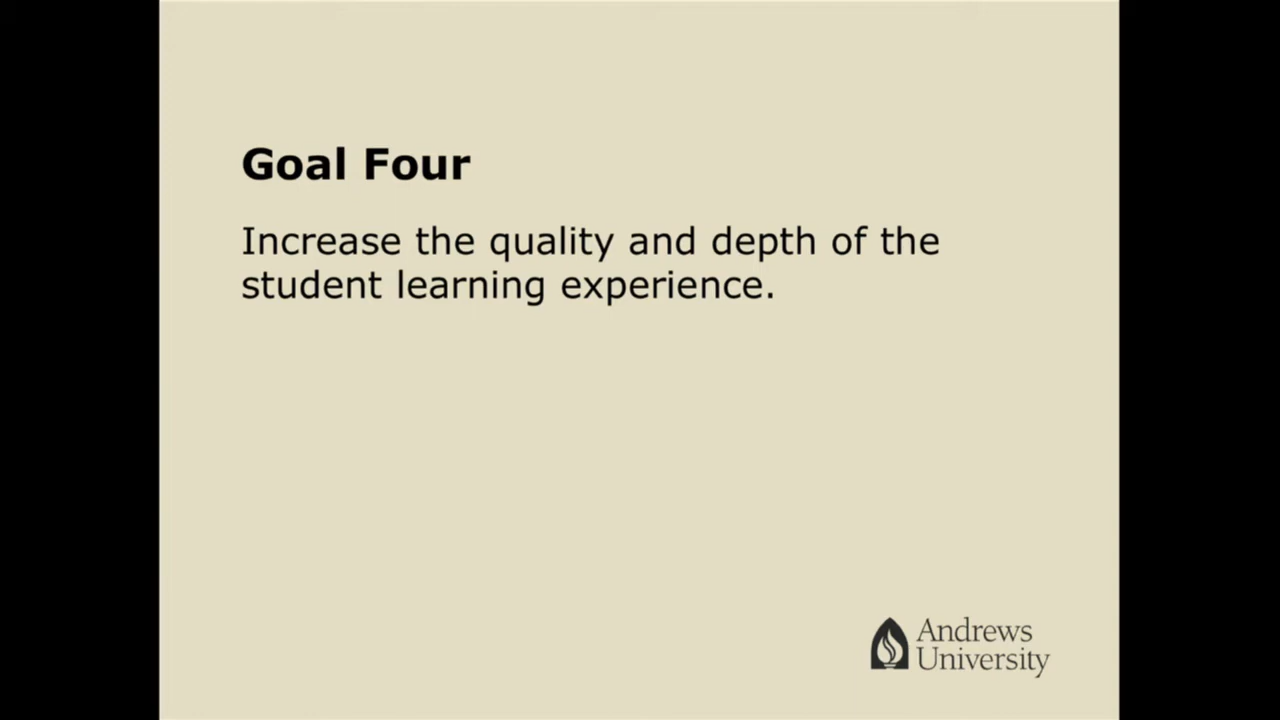 Goal Four
Increase the quality and depth of the
student learning experience.
Andrews
University